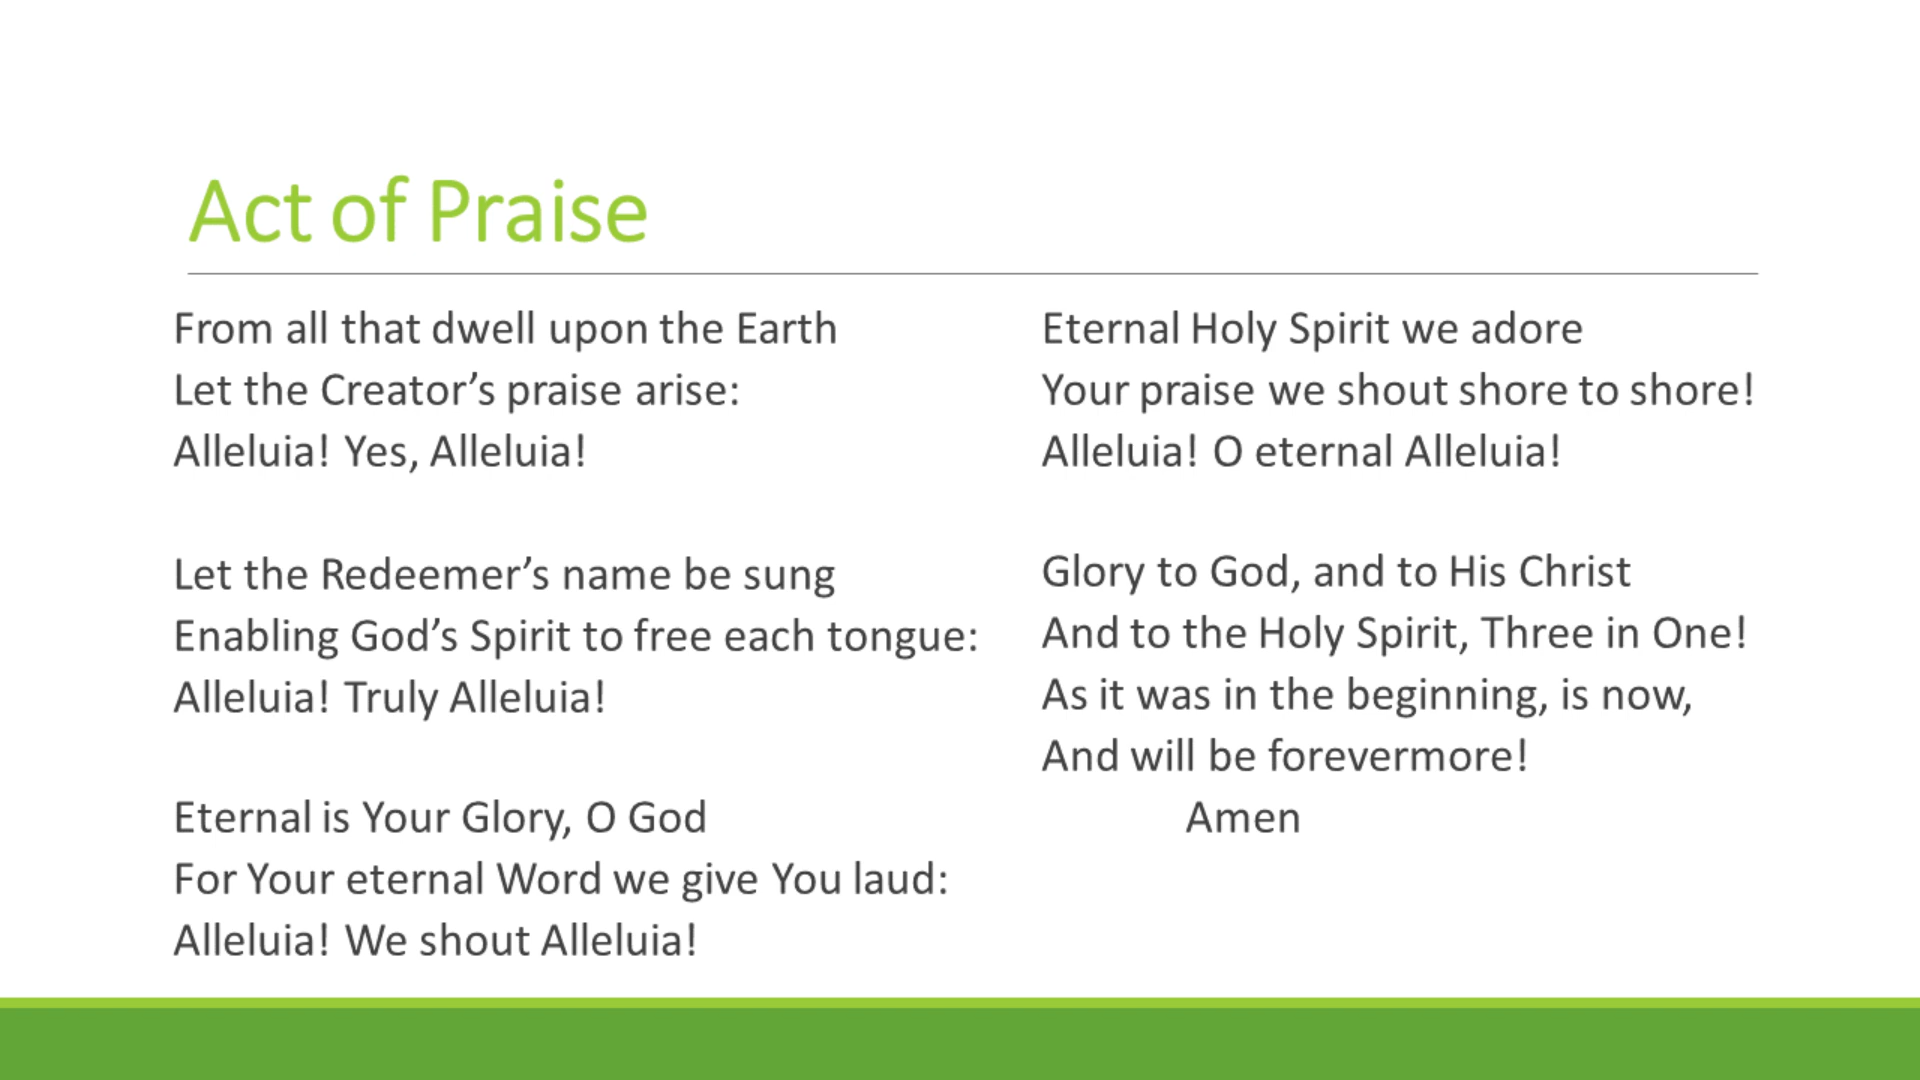 Act of Praise
From all that dwell upon the Earth
Let the Creator’s praise arise:
Alleluia! Yes, Alleluia!
Let the Redeemer’s name be sung
Enabling God’s Spirit to free each tongue:
Alleluia! Truly Alleluia!
Eternal is Your Glory, O God
For Your eternal Word we give You laud:
Alleluia! We shout Alleluia!
Eternal Holy Spirit we adore
Your praise we shout shore to shore!
Alleluia! O eternal Alleluia!
Glory to God, and to His Christ
And to the Holy Spirit, Three in One!
As it was in the beginning, is now,
And will be forevermore!
Amen